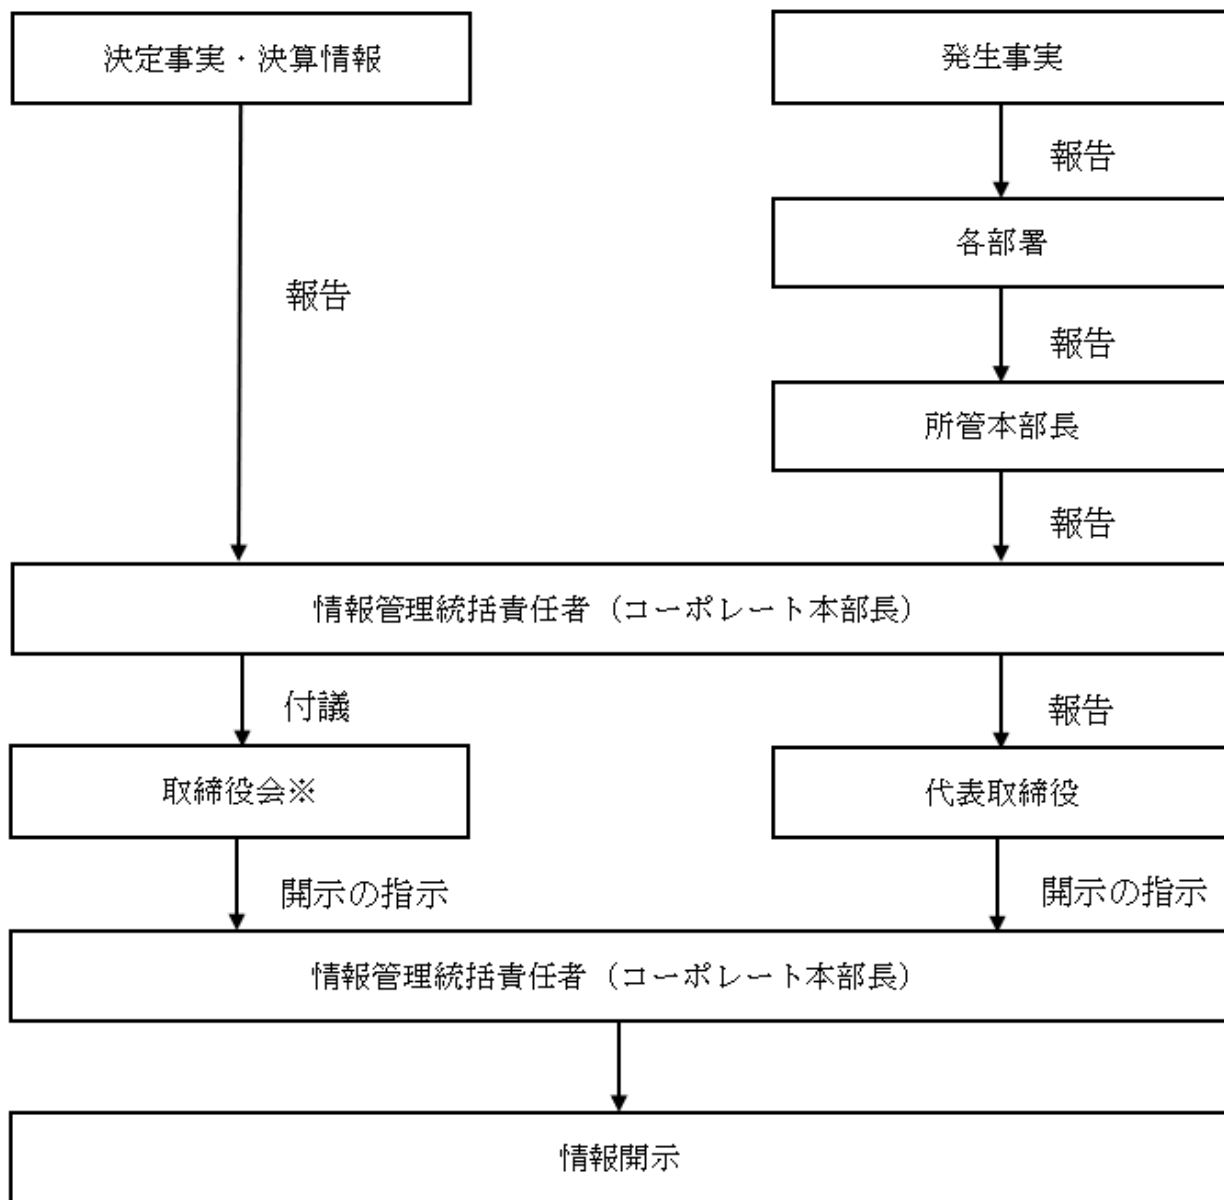 決定事実・決算情報
発生事実
報告
各部署
報告
報告
所管本部長
報告
情報管理統括責任者（コーポレート本部長）
付議
報告
取締役会※
代表取締役
開示の指示
開示の指示
情報管理統括責任者（コーポレート本部長）
情報開示